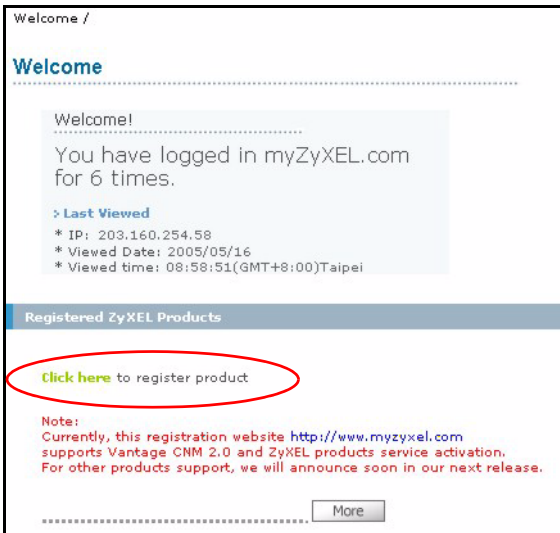 Welcome /
Welcome
Welcome!
You have logged in myZyXEL.com
for 6 times.
> Last Viewed
* IP: 203.160.254.58
* Viewed Date: 2005/05/16
* Viewed time: 08:58:51(GMT+8:00)Taipei
Registered ZyXEL Products
Click here to register product
Note:
Currently, this registration website http://www.myzyxel.com
supports Vantage CNM 2.0 and ZyXEL products service activation.
For other products support, we will announce soon in our next release.
More